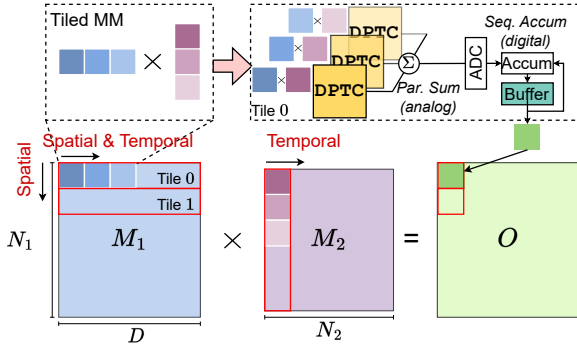 Tiled MM
×
Tile 0
×
×
×
DPTC
DPTC
DPTC
Σ
Par. Sum
(analog)
ADC
Seq. Accum
(digital)
Accum.
Buffer
Spatial & Temporal
Spatial
Temporal
Tile 0
Tile 1
N1
M1
×
M2
=
O
D
N2